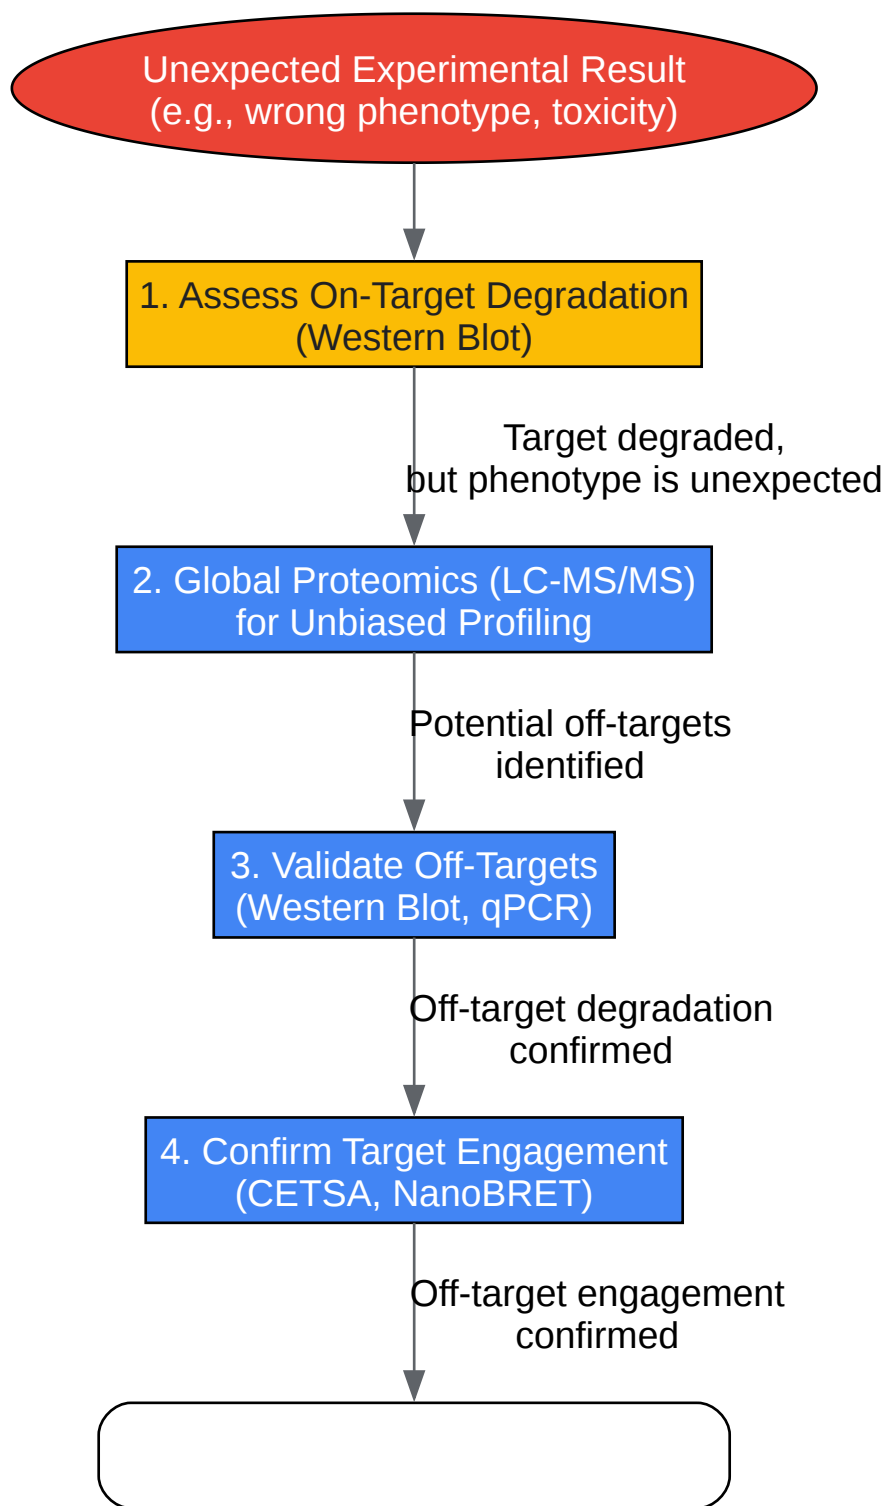 Unexpected Experimental Result
(e.g., wrong phenotype, toxicity)
1. Assess On-Target Degradation
(Western Blot)
Target degraded,
but phenotype is unexpected
2. Global Proteomics (LC-MS/MS)
for Unbiased Profiling
Potential off-targets
identified
3. Validate Off-Targets
(Western Blot, qPCR)
Off-target degradation
confirmed
4. Confirm Target Engagement
(CETSA, NanoBRET)
Off-target engagement
confirmed